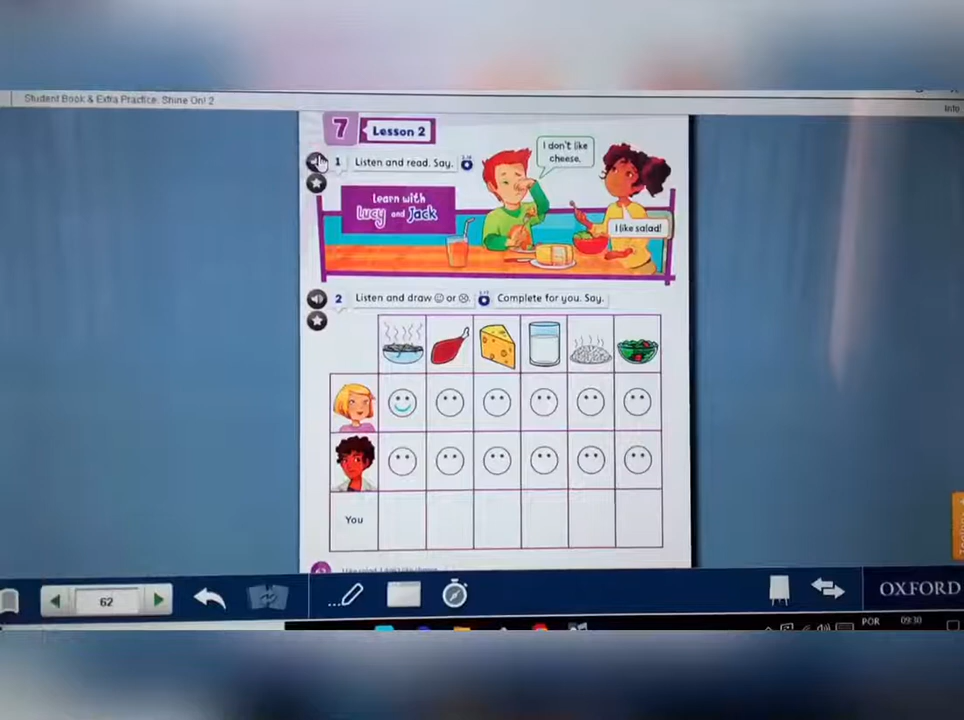 Student Book & Extra Practice. Shine On! 2
Info
7
Lesson 2
1 Listen and read. Say.
I don't like
cheese.
Learn with
Lucy and Jack
I like salad!
2 Listen and draw ☺ or ☹. Complete for you. Say.
You
62
OXFORD
POR
09:30